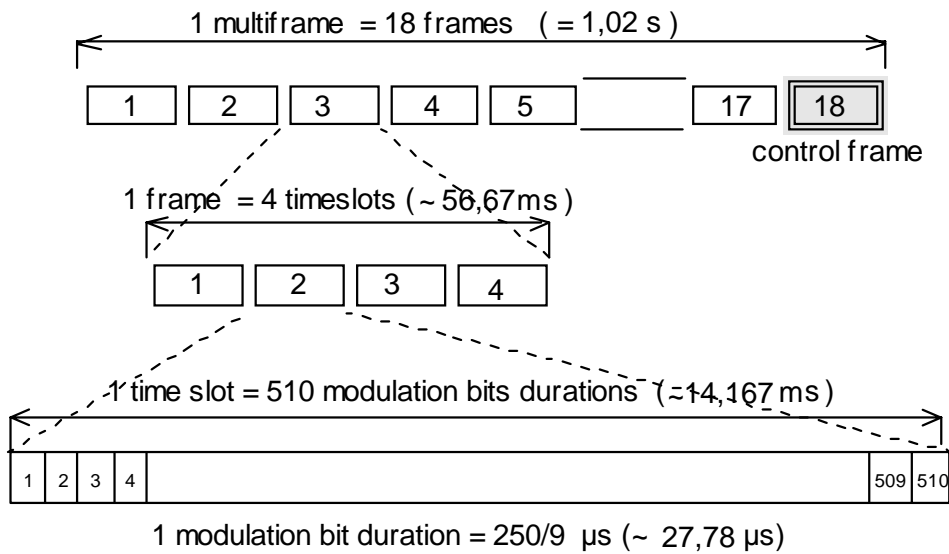 1 multiframe = 18 frames ( = 1,02 s )
1 2 3 4 5 17 18
control frame
1 frame = 4 timeslots (~ 56,67ms )
1 2 3 4
1 time slot = 510 modulation bits durations (~14,167 ms )
1 2 3 4 509 510
1 modulation bit duration = 250/9 µs (~ 27,78 µs)